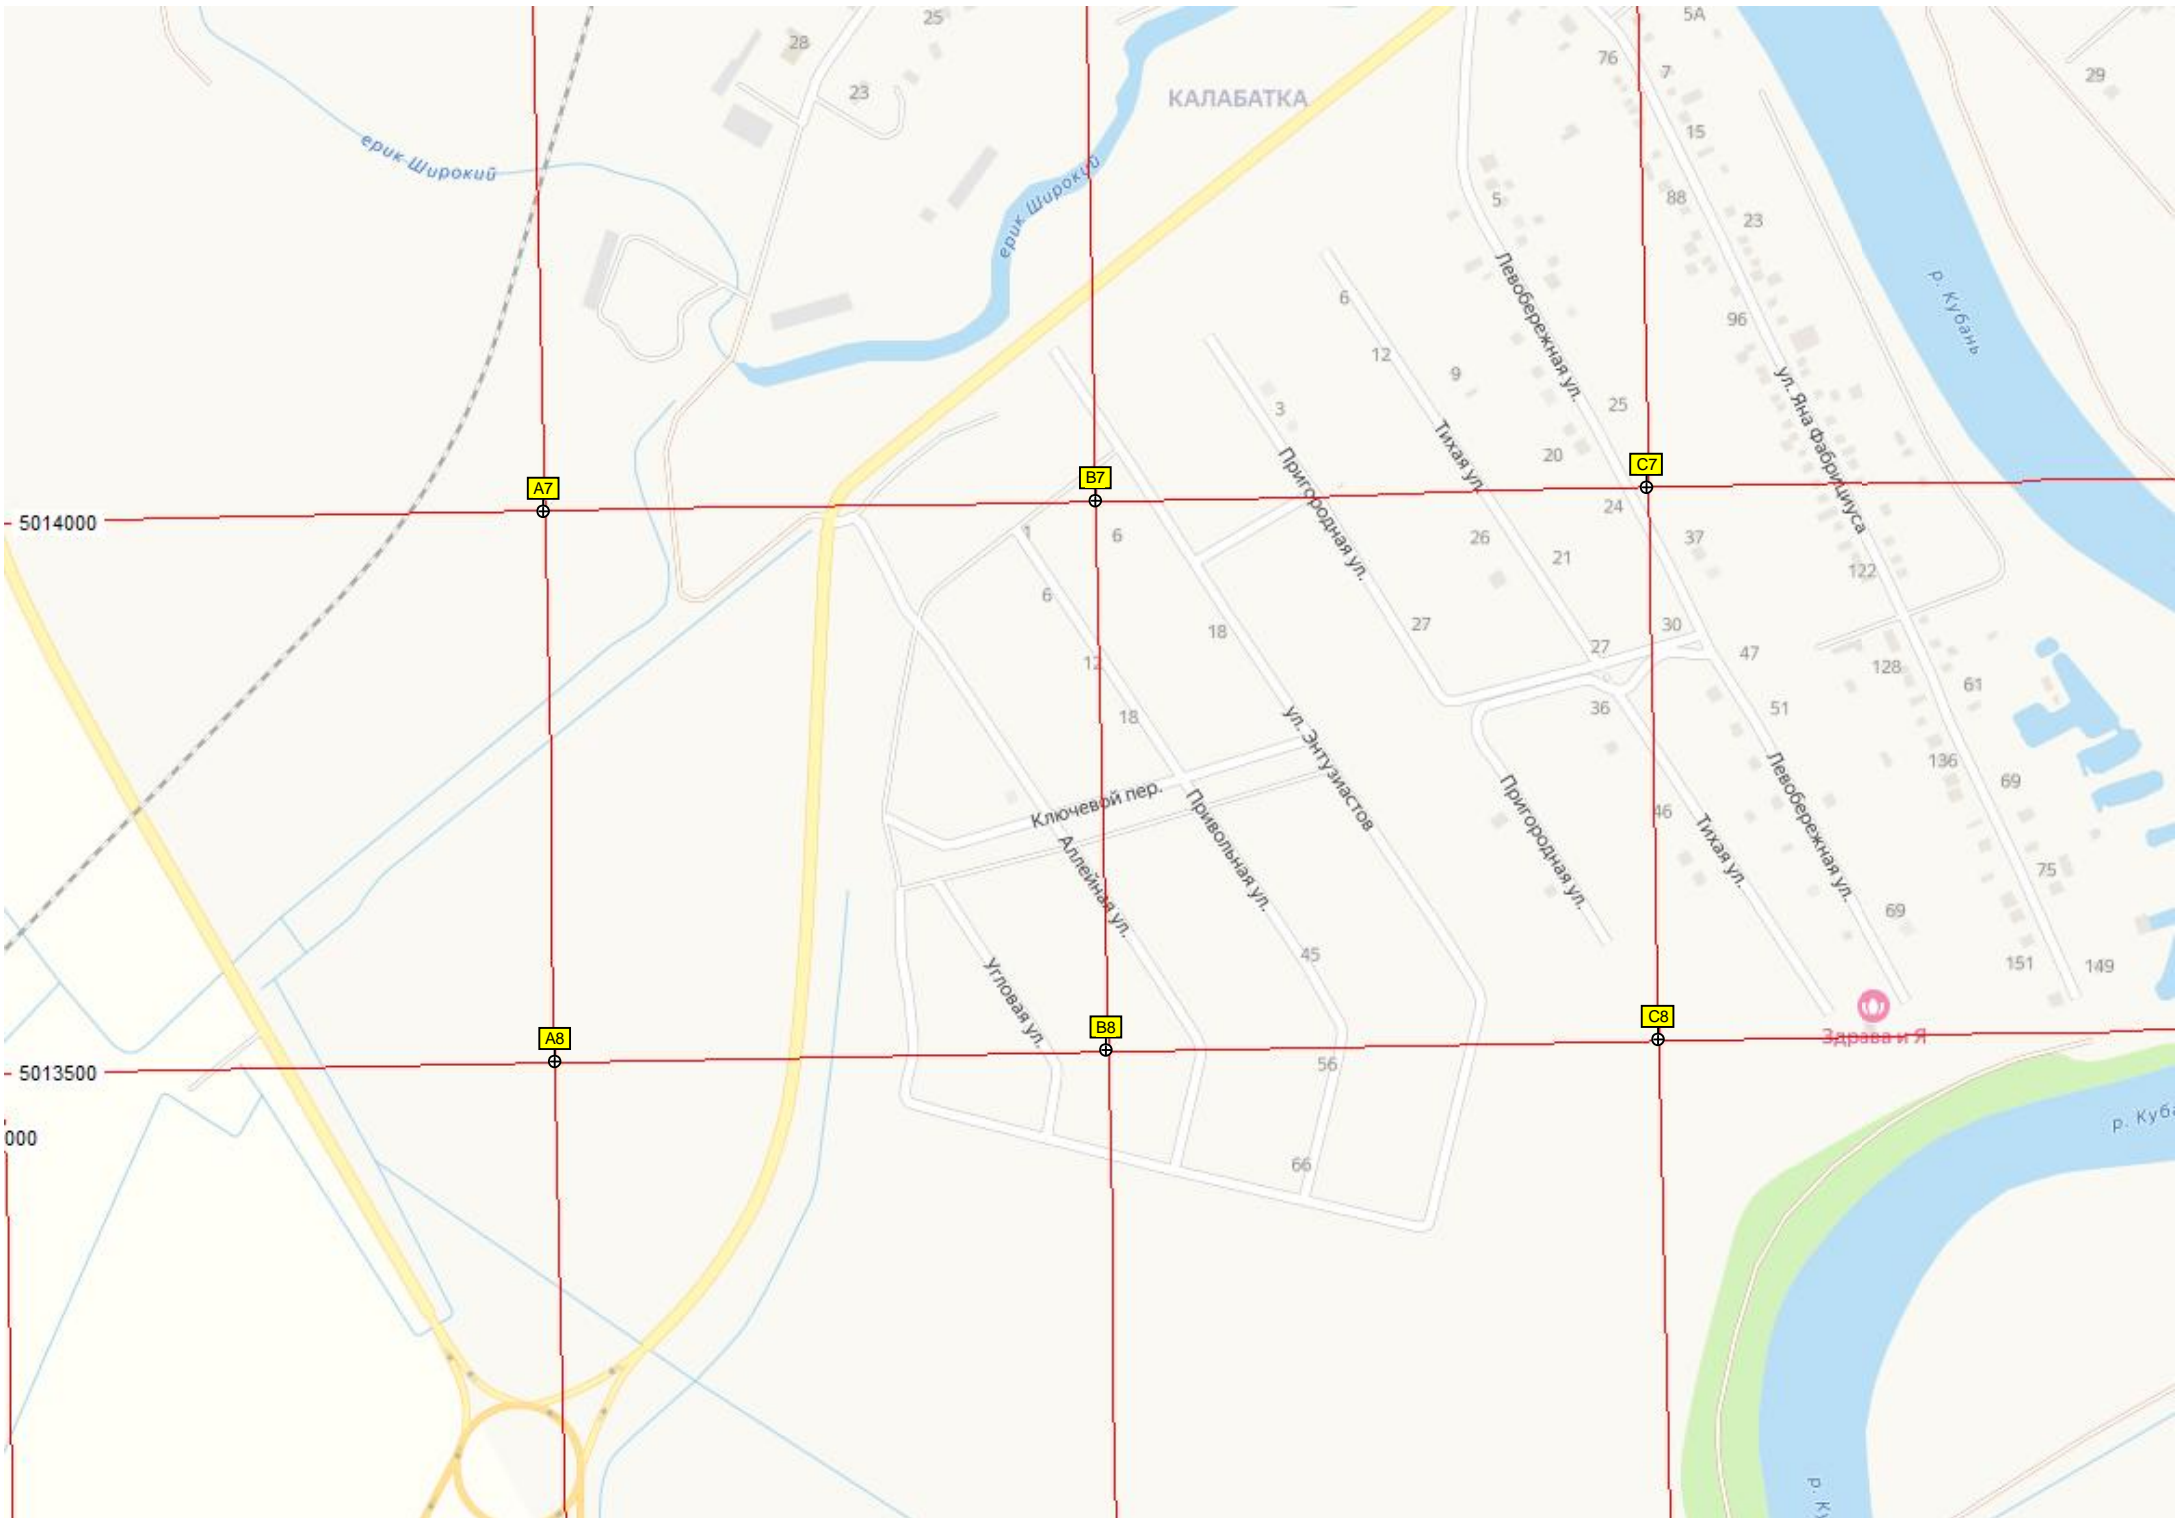 25
5А
28
76
7
29
23
КАЛАБАТКА
15
ерик Широкий
ерик Широкий
88
5
23
Левобережная ул.
р. Кубань
6
96
12
9
ул. Яна Фабрициуса
3
25
Тихая ул.
20
Пригородная ул.
C7
B7
A7
24
5014000
1
6
26
37
21
122
6
18
27
30
27
47
12
128
61
36
51
18
ул. Энтузиастов
136
69
Левобережная ул.
Пригородная ул.
Ключевой пер.
Привольная ул.
46
Тихая ул.
Аллейная ул.
75
69
45
Угловая ул.
151
149
C8
B8
A8
Здрава и Я
56
5013500
р. Куба
000
66
р. Ку